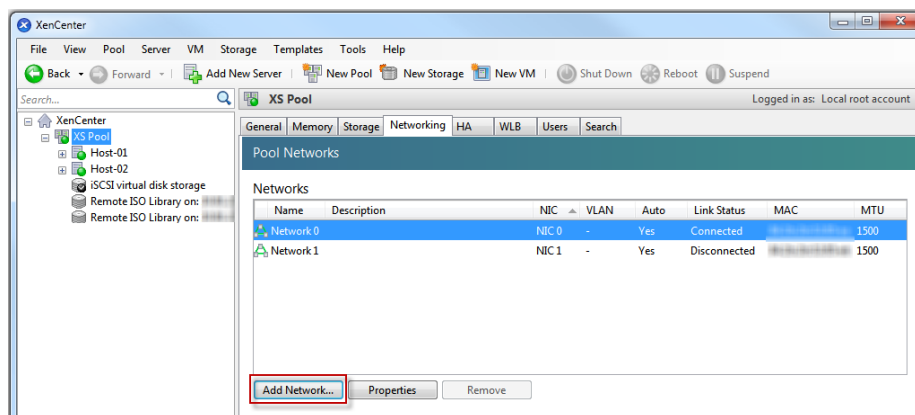 XenCenter
File View Pool Server VM Storage Templates Tools Help
Back Forward Add New Server New Pool New Storage New VM Shut Down Reboot Suspend
Search...
XS Pool Logged in as: Local root account
XenCenter
XS Pool
Host-01
Host-02
iSCSI virtual disk storage
Remote ISO Library on:
Remote ISO Library on:
General Memory Storage Networking HA WLB Users Search
Pool Networks
Networks
Name Description NIC VLAN Auto Link Status MAC MTU
Network 0 NIC 0 - Yes Connected 1500
Network 1 NIC 1 - Yes Disconnected 1500
Add Network... Properties Remove